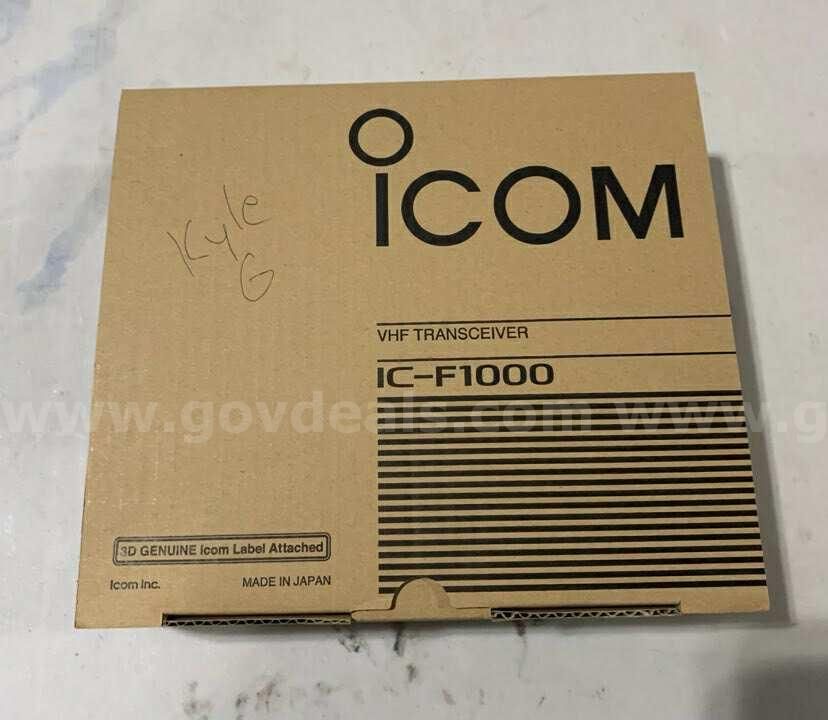 ICOM
Kyle
G
VHF TRANSCEIVER
IC-F1000
www.govdeals.com www.g
3D GENUINE Icom Label Attached
Icom Inc. MADE IN JAPAN